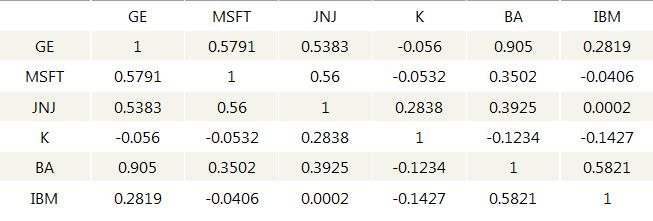 GE MSFT JNJ K BA IBM
GE 1 0.5791 0.5383 -0.056 0.905 0.2819
MSFT 0.5791 1 0.56 -0.0532 0.3502 -0.0406
JNJ 0.5383 0.56 1 0.2838 0.3925 0.0002
K -0.056 -0.0532 0.2838 1 -0.1234 -0.1427
BA 0.905 0.3502 0.3925 -0.1234 1 0.5821
IBM 0.2819 -0.0406 0.0002 -0.1427 0.5821 1